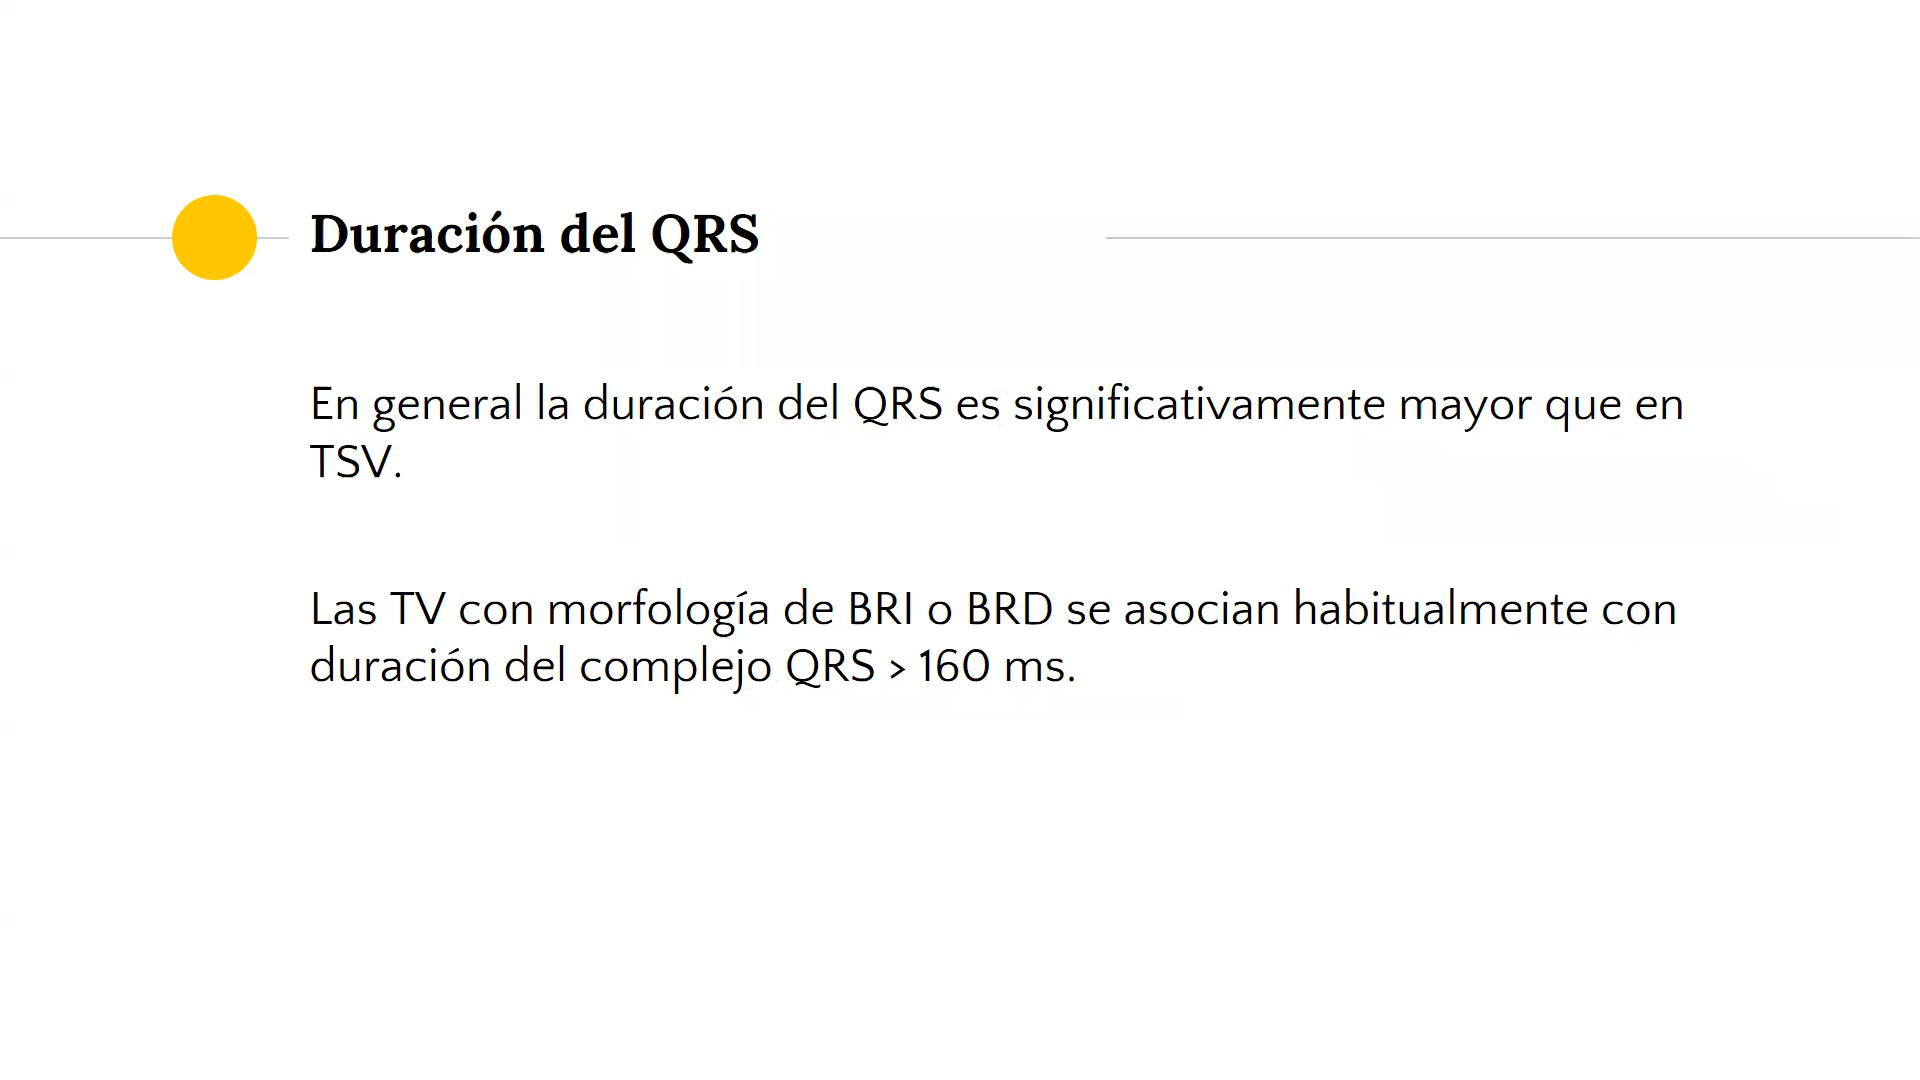 Duración del QRS
En general la duración del QRS es significativamente mayor que en
TSV.
Las TV con morfología de BRI o BRD se asocian habitualmente con
duración del complejo QRS > 160 ms.